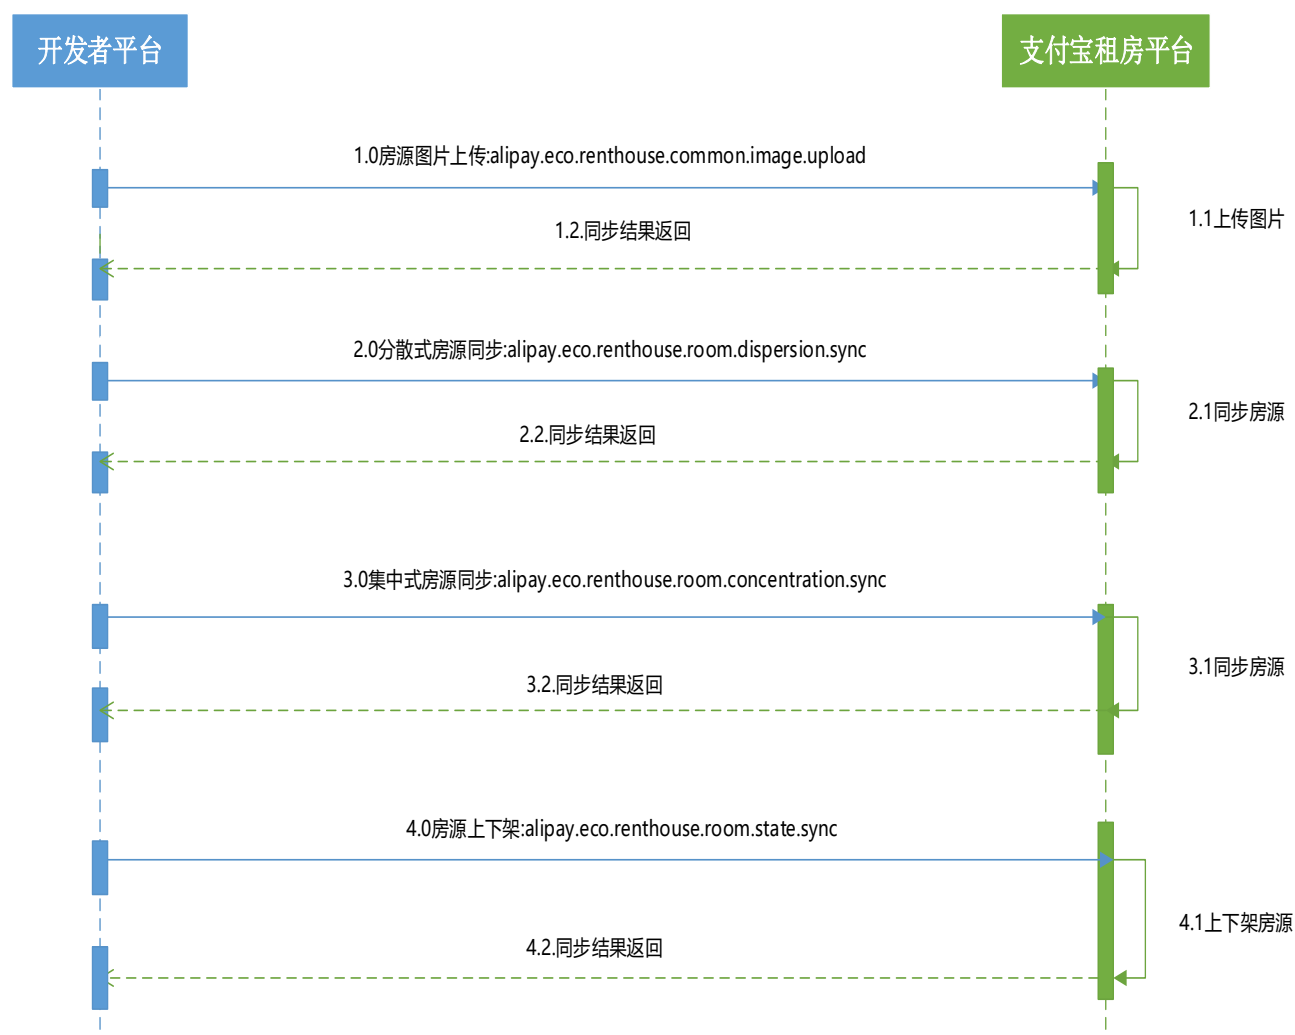 开发者平台
支付宝租房平台
1.0房源图片上传:alipay.eco.renthouse.common.image.upload
1.1上传图片
1.2.同步结果返回
2.0分散式房源同步:alipay.eco.renthouse.room.dispersion.sync
2.1同步房源
2.2.同步结果返回
3.0集中式房源同步:alipay.eco.renthouse.room.concentration.sync
3.1同步房源
3.2.同步结果返回
4.0房源上下架:alipay.eco.renthouse.room.state.sync
4.1上下架房源
4.2.同步结果返回